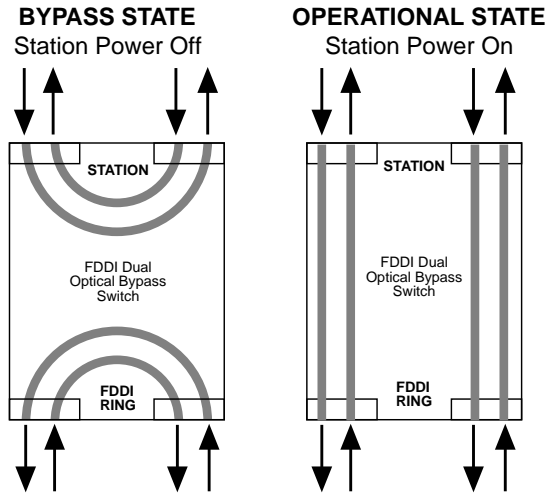 BYPASS STATE
Station Power Off
STATION
FDDI Dual
Optical Bypass
Switch
FDDI
RING
OPERATIONAL STATE
Station Power On
STATION
FDDI Dual
Optical Bypass
Switch
FDDI
RING